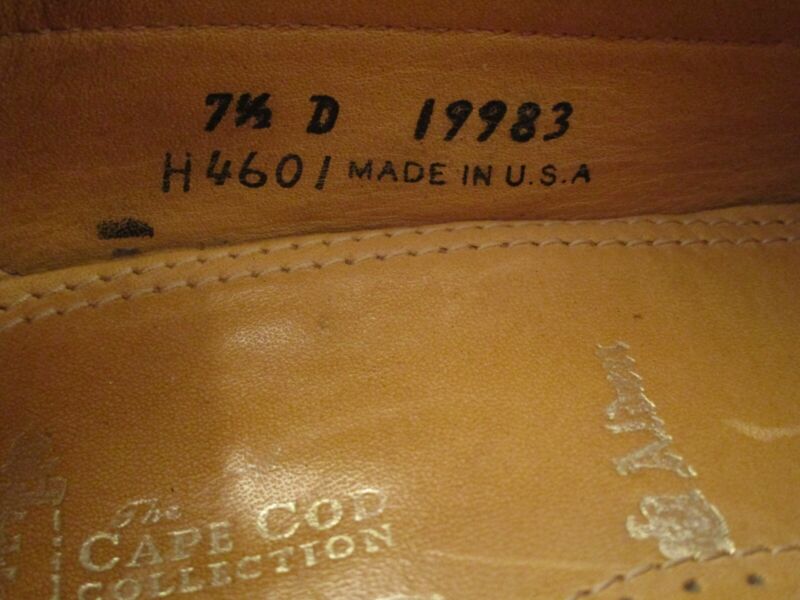 7½ D 19983
H4601 MADE IN U.S.A
The
CAPE COD
COLLECTION